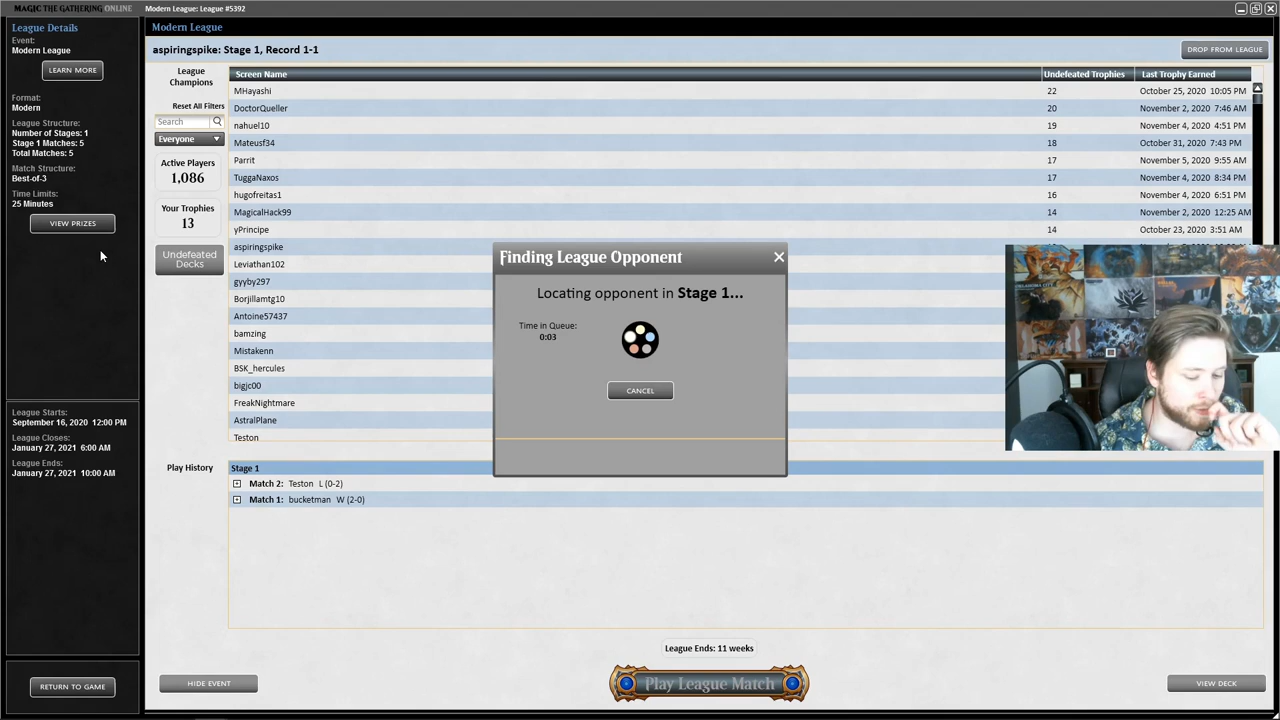 MAGIC THE GATHERING ONLINE
Modern League: League #5392
League Details
Event:
Modern League
LEARN MORE
Format:
Modern
League Structure:
Number of Stages: 1
Stage 1 Matches: 5
Total Matches: 5
Match Structure:
Best-of-3
Time Limits:
25 Minutes
VIEW PRIZES
League Starts:
September 16, 2020 12:00 PM
League Closes:
January 27, 2021 6:00 AM
League Ends:
January 27, 2021 10:00 AM
RETURN TO GAME
Modern League
aspiringspike: Stage 1, Record 1-1
DROP FROM LEAGUE
League Champions
Reset All Filters
Search
Everyone
Active Players
1,086
Your Trophies
13
Undefeated Decks
Screen Name Undefeated Trophies Last Trophy Earned
MHayashi 22 October 25, 2020 10:05 PM
DoctorQueller 20 November 2, 2020 7:46 AM
nahuel10 19 November 4, 2020 4:51 PM
Mateusf34 18 October 31, 2020 7:43 PM
Parrit 17 November 5, 2020 9:55 AM
TuggaNaxos 17 November 4, 2020 8:34 PM
hugofreitas1 16 November 4, 2020 6:51 PM
MagicalHack99 14 November 2, 2020 12:25 AM
yPrincipe 14 October 23, 2020 3:51 AM
aspiringspike
Leviathan102
gyyby297
Borjillamtg10
Antoine57437
bamzing
Mistakenn
BSK_hercules
bigjc00
FreakNightmare
AstralPlane
Teston
Finding League Opponent
Locating opponent in Stage 1...
Time in Queue:
0:03
CANCEL
Play History
Stage 1
Match 2: Teston L (0-2)
Match 1: bucketman W (2-0)
League Ends: 11 weeks
HIDE EVENT
Play League Match
VIEW DECK